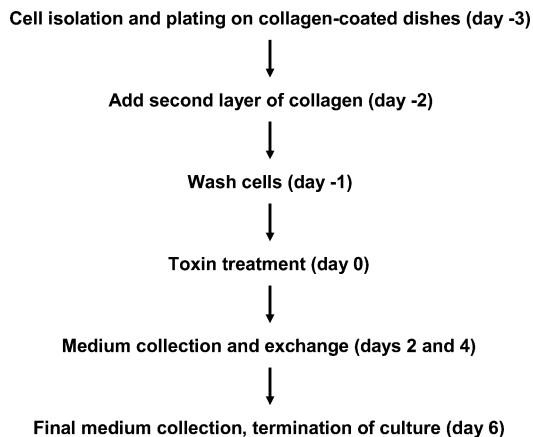 Cell isolation and plating on collagen-coated dishes (day -3)
Add second layer of collagen (day -2)
Wash cells (day -1)
Toxin treatment (day 0)
Medium collection and exchange (days 2 and 4)
Final medium collection, termination of culture (day 6)